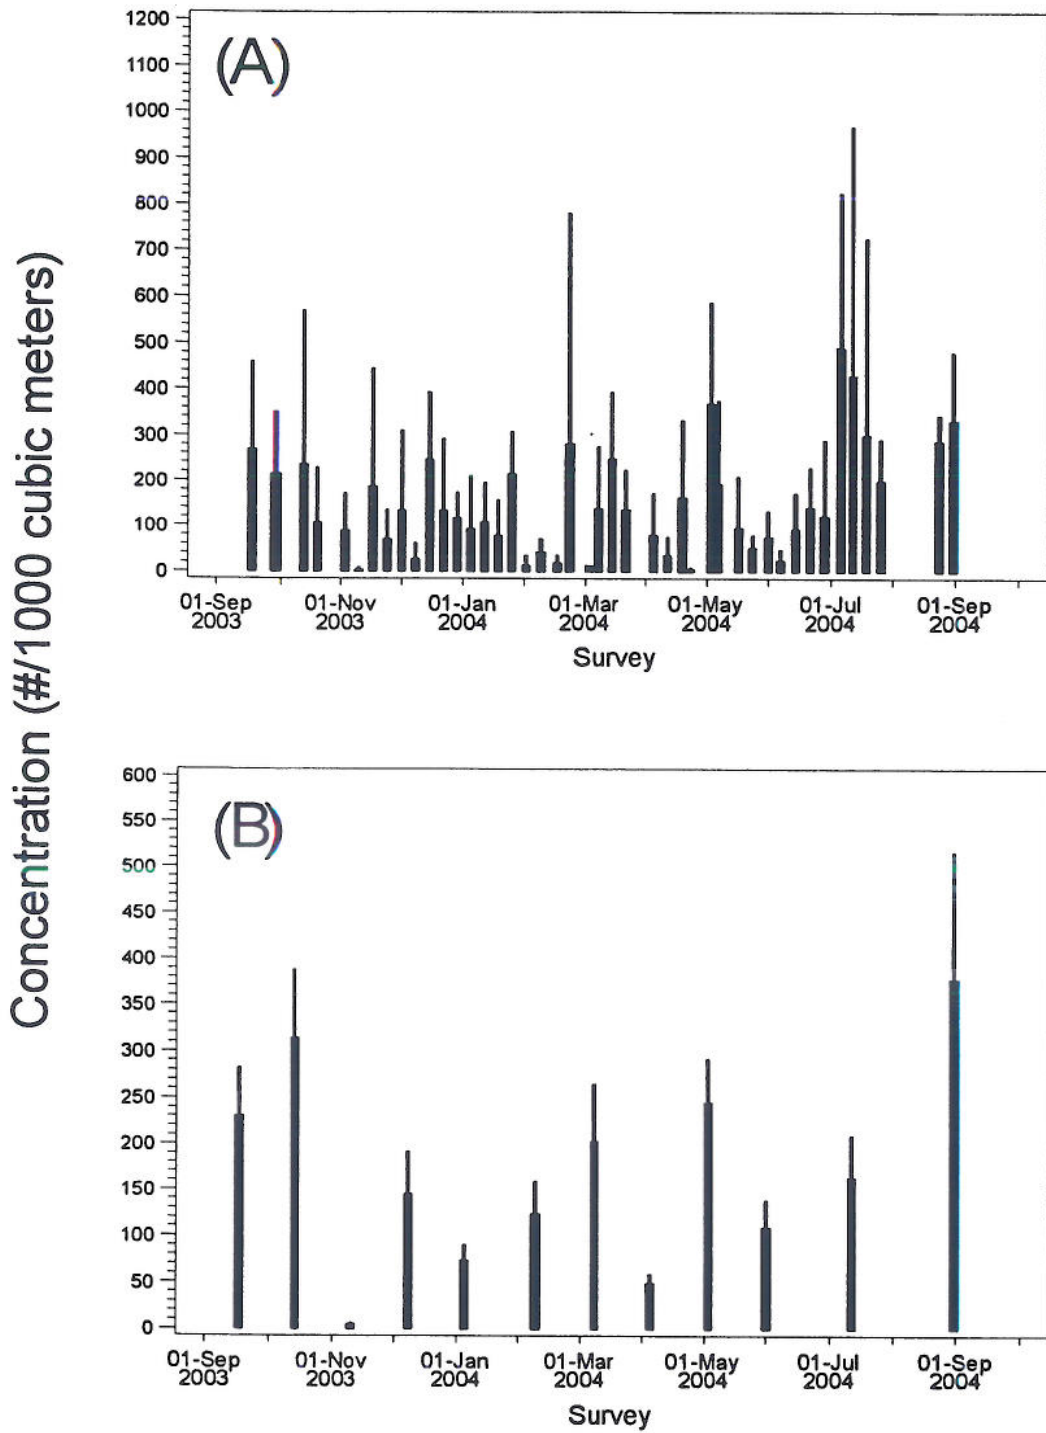 Concentration (#/1000 cubic meters)
(A)
1200
1100
1000
900
800
700
600
500
400
300
200
100
0
01-Sep 01-Nov 01-Jan 01-Mar 01-May 01-Jul 01-Sep
2003 2003 2004 2004 2004 2004 2004
Survey
(B)
600
550
500
450
400
350
300
250
200
150
100
50
0
01-Sep 01-Nov 01-Jan 01-Mar 01-May 01-Jul 01-Sep
2003 2003 2004 2004 2004 2004 2004
Survey